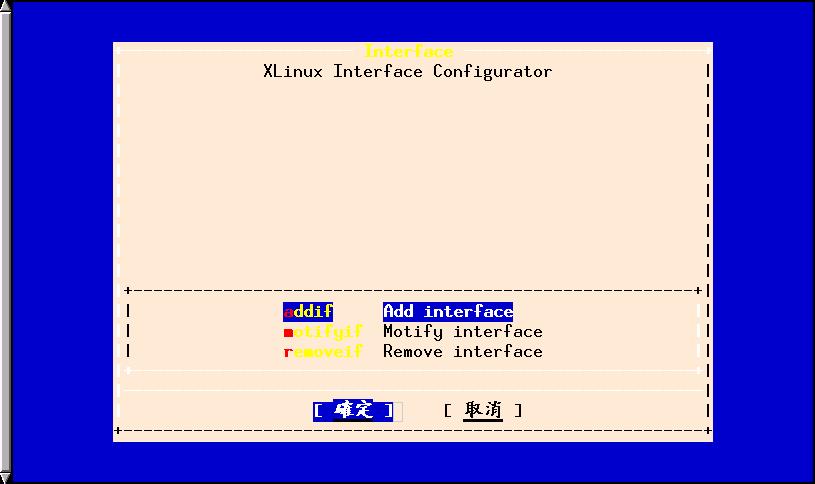 Interface
XLinux Interface Configurator
addif Add interface
motifyif Motify interface
removeif Remove interface
[ 確定 ] [ 取消 ]